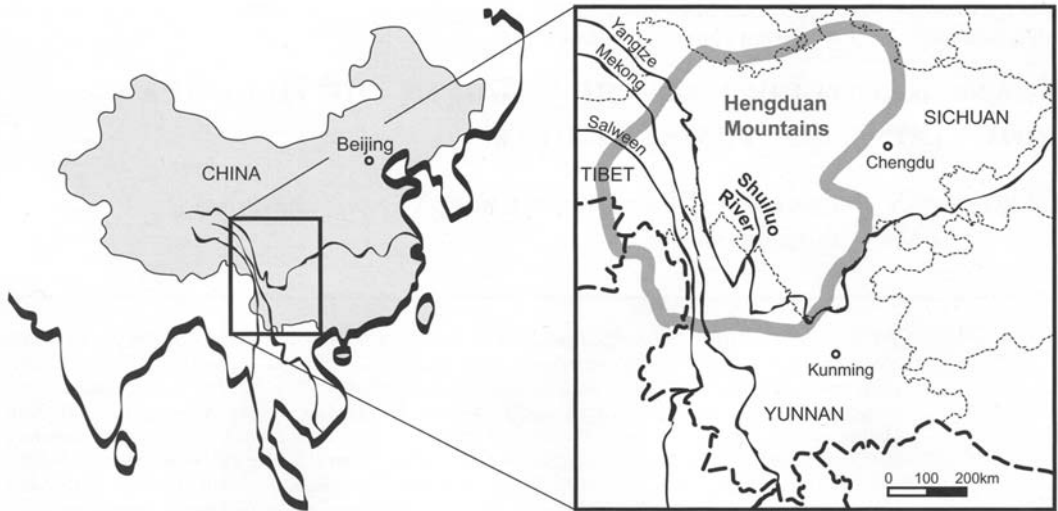 Beijing
CHINA
Yangtze
Mekong
Salween
TIBET
Hengduan
Mountains
SICHUAN
Chengdu
Shuiluo
River
Kunming
YUNNAN
0 100 200km